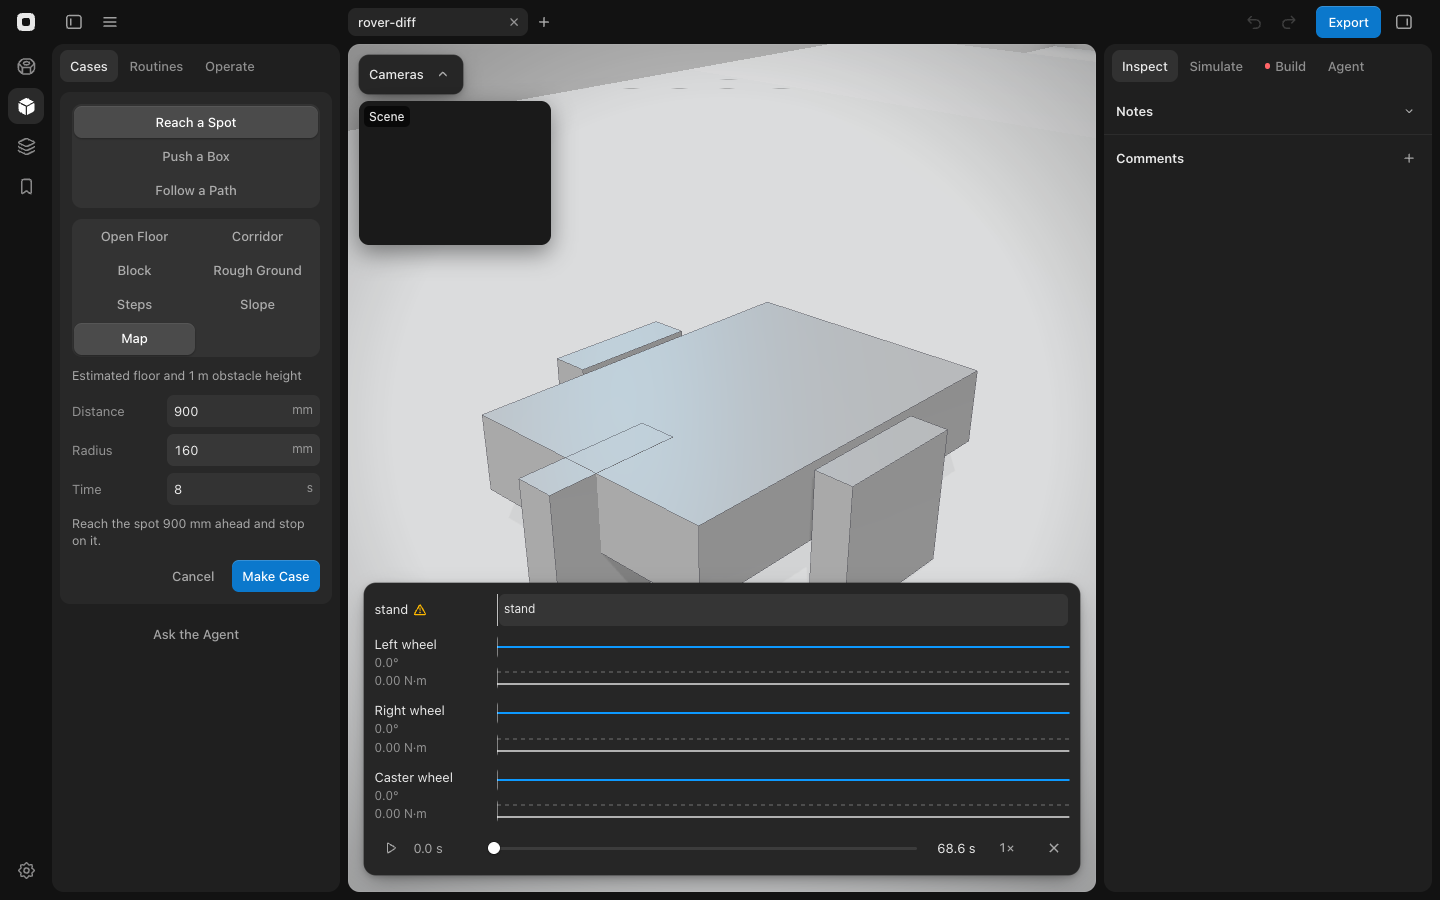 rover-diff
Export
Cases
Routines
Operate
Reach a Spot
Push a Box
Follow a Path
Open Floor
Corridor
Block
Rough Ground
Steps
Slope
Map
Estimated floor and 1 m obstacle height
Distance
900
mm
Radius
160
mm
Time
8
s
Reach the spot 900 mm ahead and stop
on it.
Cancel
Make Case
Ask the Agent
Cameras
Scene
stand
stand
Left wheel
0.0°
0.00 N·m
Right wheel
0.0°
0.00 N·m
Caster wheel
0.0°
0.00 N·m
0.0 s
68.6 s
1×
Inspect
Simulate
Build
Agent
Notes
Comments